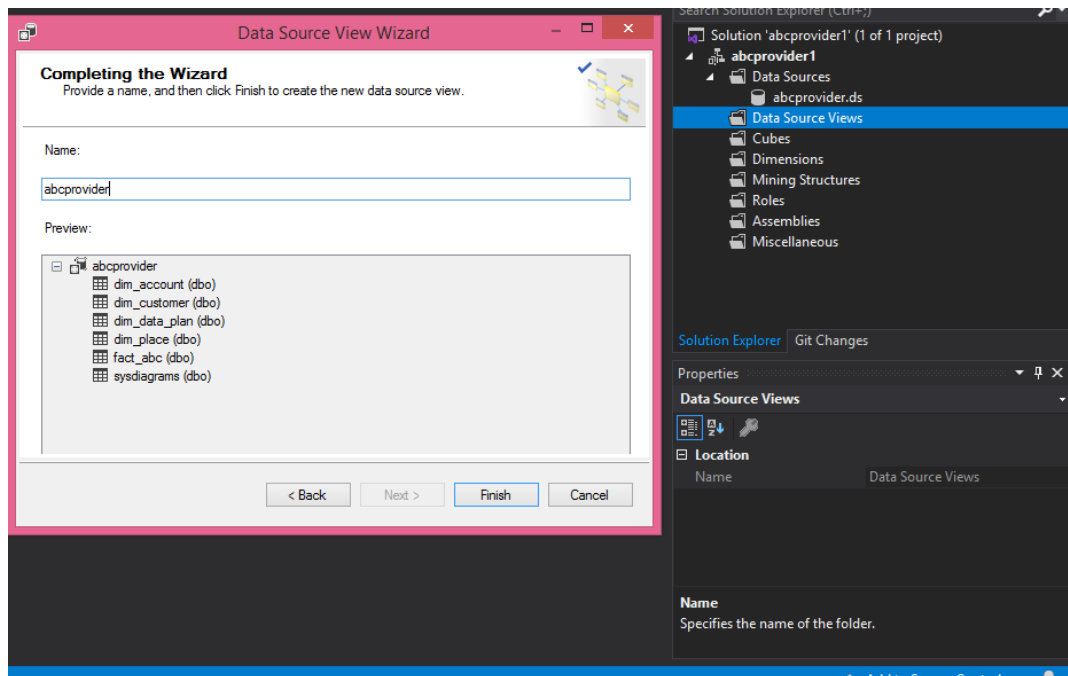 Data Source View Wizard
Completing the Wizard
Provide a name, and then click Finish to create the new data source view.
Name:
abcprovider
Preview:
abcprovider
dim_account (dbo)
dim_customer (dbo)
dim_data_plan (dbo)
dim_place (dbo)
fact_abc (dbo)
sysdiagrams (dbo)
< Back
Next >
Finish
Cancel
Search Solution Explorer (Ctrl+;)
Solution 'abcprovider1' (1 of 1 project)
abcprovider1
Data Sources
abcprovider.ds
Data Source Views
Cubes
Dimensions
Mining Structures
Roles
Assemblies
Miscellaneous
Solution Explorer
Git Changes
Properties
Data Source Views
Location
Name
Data Source Views
Name
Specifies the name of the folder.